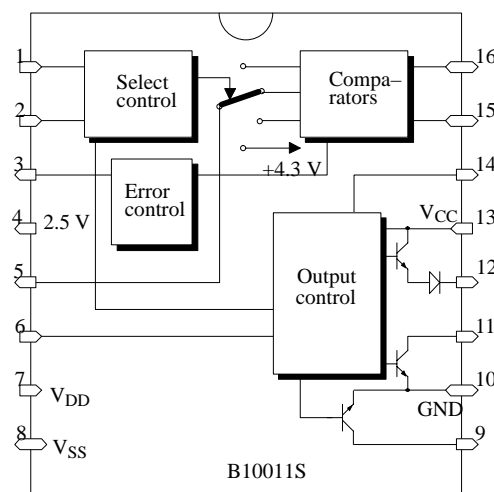 1
2
3
4
5
6
7
8
16
15
14
13
12
11
10
9
Select
control
Compa–
rators
+4.3 V
Error
control
2.5 V
VCC
Output
control
VDD
GND
VSS
B10011S